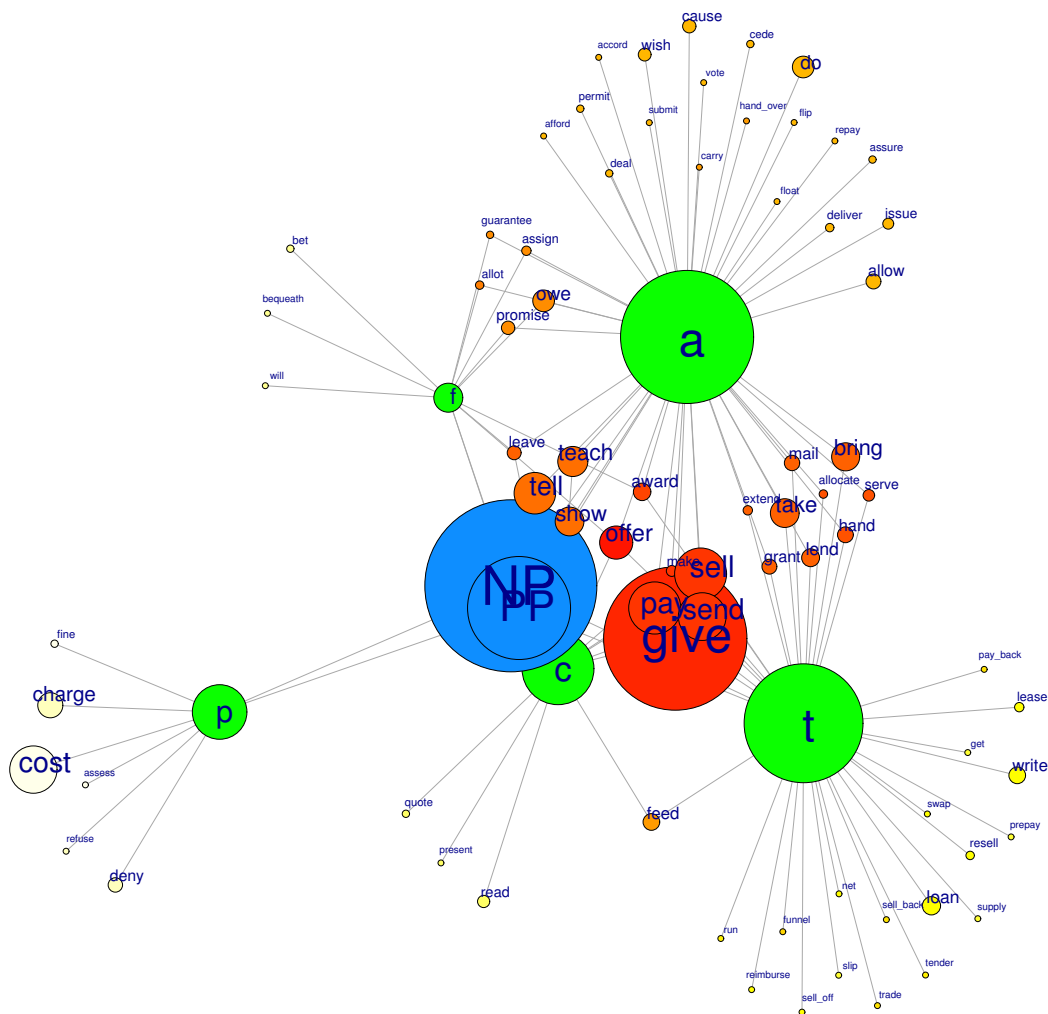 cause
accord
wish
cede
do
vote
permit
submit
hand_over
flip
afford
repay
deal
carry
assure
float
guarantee
deliver
issue
bet
assign
allot
allow
owe
bequeath
promise
a
will
f
leave
teach
mail
bring
tell
award
allocate
serve
extend
take
show
offer
hand
make
sell
grant
lend
NP
PP
pay
send
give
fine
c
pay_back
charge
p
t
lease
get
cost
write
assess
quote
feed
swap
prepay
refuse
present
resell
deny
read
net
sell_back
loan
supply
run
funnel
reimburse
slip
tender
sell_off
trade